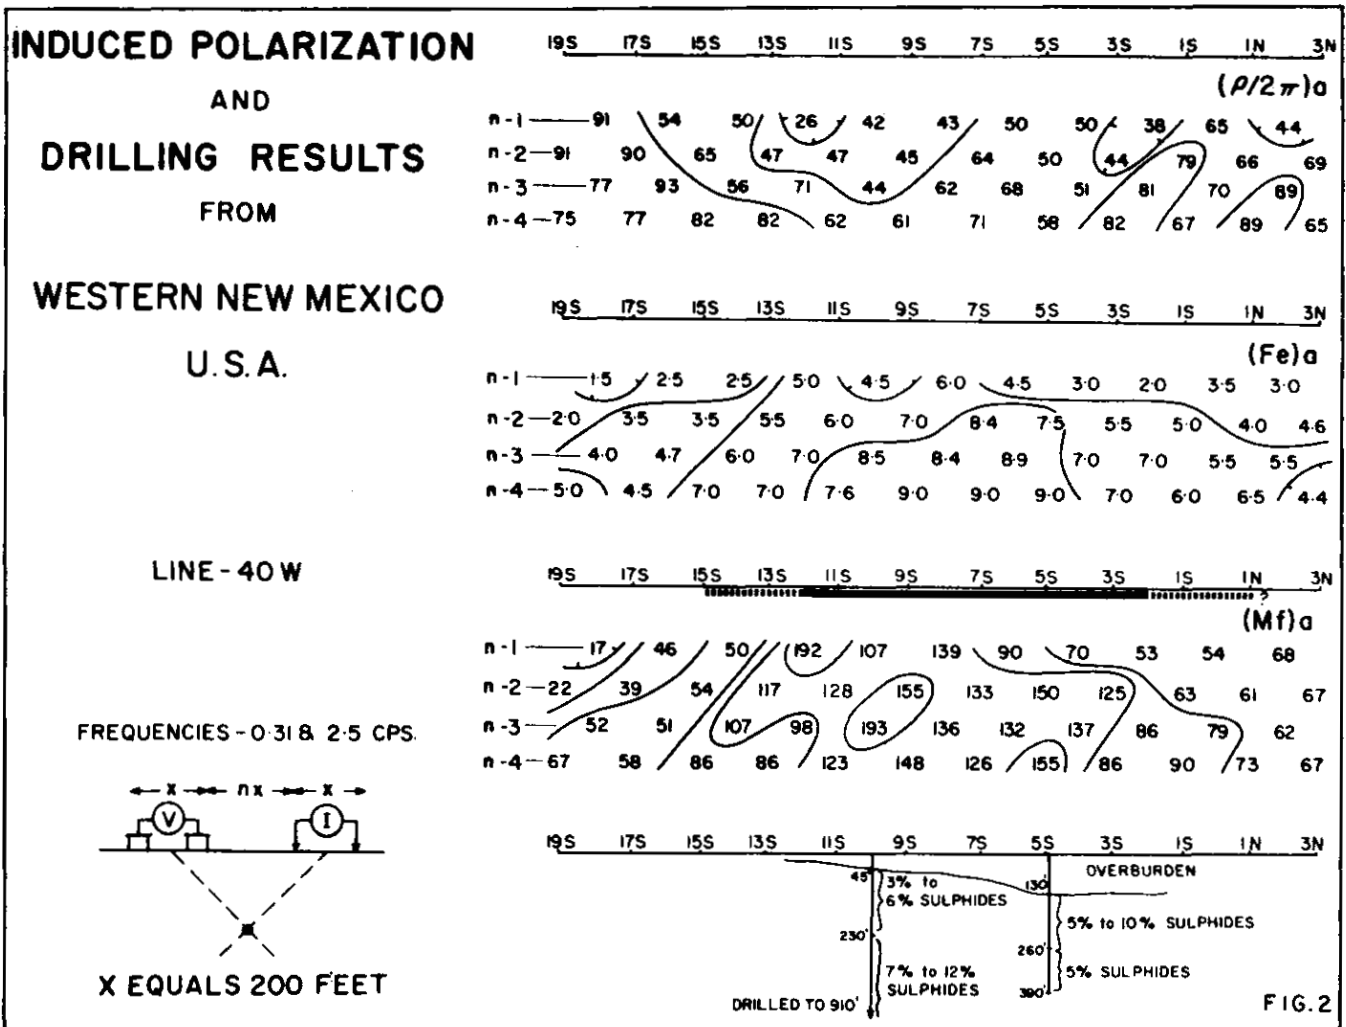 INDUCED POLARIZATION
AND
DRILLING RESULTS
FROM
WESTERN NEW MEXICO
U.S.A.
LINE-40 W
FREQUENCIES-0·31 & 2·5 CPS.
x nx x
V I
X EQUALS 200 FEET
19S 17S 15S 13S 11S 9S 7S 5S 3S 1S 1N 3N
(ρ/2π)a
n-1 91 54 50 26 42 43 50 50 38 65 44
n-2 91 90 65 47 47 45 64 50 44 79 66 69
n-3 77 93 56 71 44 62 68 51 81 70 89
n-4 75 77 82 82 62 61 71 58 82 67 89 65
19S 17S 15S 13S 11S 9S 7S 5S 3S 1S 1N 3N
(Fe)a
n-1 1·5 2·5 2·5 5·0 4·5 6·0 4·5 3·0 2·0 3·5 3·0
n-2 2·0 3·5 3·5 5·5 6·0 7·0 8·4 7·5 5·5 5·0 4·0 4·6
n-3 4·0 4·7 6·0 7·0 8·5 8·4 8·9 7·0 7·0 5·5 5·5
n-4 5·0 4·5 7·0 7·0 7·6 9·0 9·0 9·0 7·0 6·0 6·5 4·4
19S 17S 15S 13S 11S 9S 7S 5S 3S 1S 1N 3N
?
(Mf)a
n-1 17 46 50 192 107 139 90 70 53 54 68
n-2 22 39 54 117 128 155 133 150 125 63 61 67
n-3 52 51 107 98 193 136 132 137 86 79 62
n-4 67 58 86 86 123 148 126 155 86 90 73 67
19S 17S 15S 13S 11S 9S 7S 5S 3S 1S 1N 3N
OVERBURDEN
45' 3% to 130'
6% SULPHIDES
5% to 10% SULPHIDES
230' 260'
7% to 12% 5% SULPHIDES
SULPHIDES 390'
DRILLED TO 910'
FIG. 2